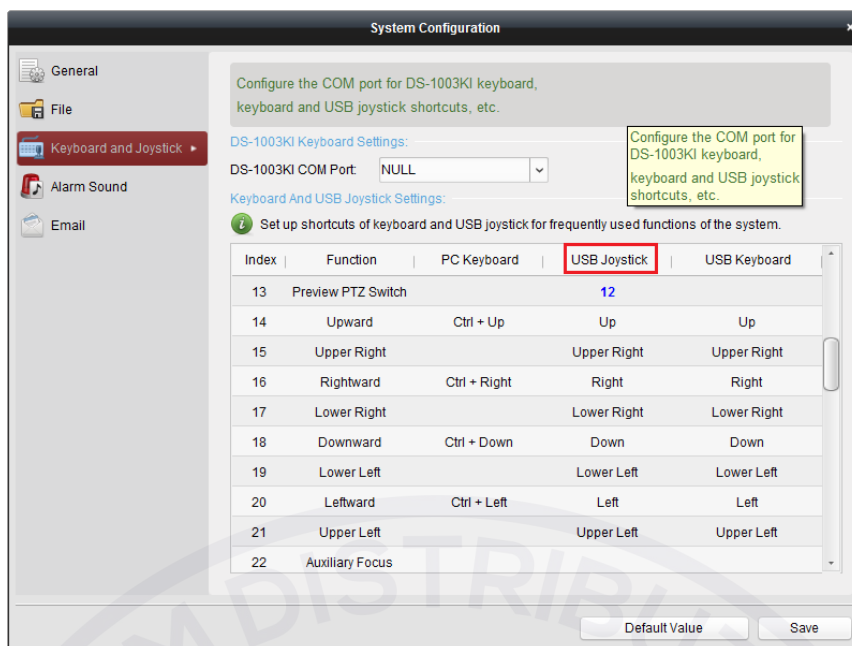 System Configuration
×
General
File
Keyboard and Joystick
Alarm Sound
Email
Configure the COM port for DS-1003KI keyboard,
keyboard and USB joystick shortcuts, etc.
DS-1003KI Keyboard Settings:
DS-1003KI COM Port: NULL
Configure the COM port for
DS-1003KI keyboard,
keyboard and USB joystick
shortcuts, etc.
Keyboard And USB Joystick Settings:
Set up shortcuts of keyboard and USB joystick for frequently used functions of the system.
Index Function PC Keyboard USB Joystick USB Keyboard
13 Preview PTZ Switch 12
14 Upward Ctrl + Up Up Up
15 Upper Right Upper Right Upper Right
16 Rightward Ctrl + Right Right Right
17 Lower Right Lower Right Lower Right
18 Downward Ctrl + Down Down Down
19 Lower Left Lower Left Lower Left
20 Leftward Ctrl + Left Left Left
21 Upper Left Upper Left Upper Left
22 Auxiliary Focus
Default Value Save